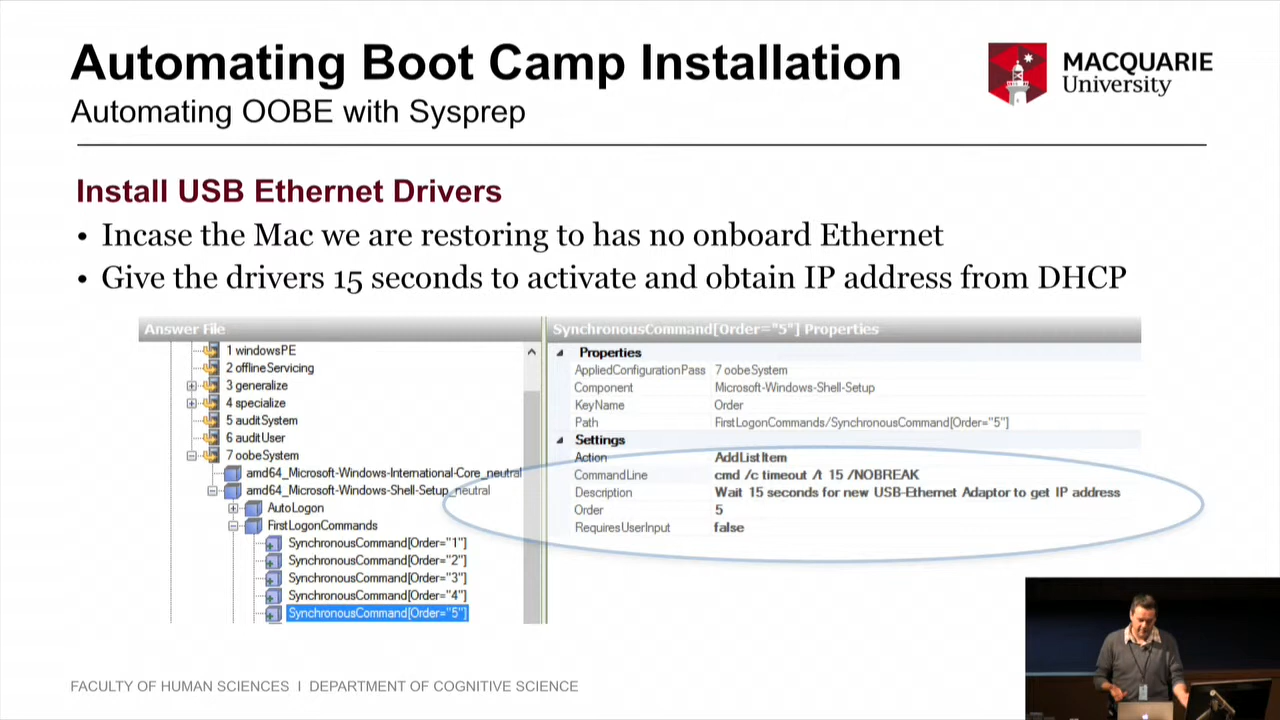 Automating Boot Camp Installation
Automating OOBE with Sysprep
MACQUARIE
University
Install USB Ethernet Drivers
• Incase the Mac we are restoring to has no onboard Ethernet
• Give the drivers 15 seconds to activate and obtain IP address from DHCP
Answer File
1 windowsPE
2 offlineServicing
3 generalize
4 specialize
5 auditSystem
6 auditUser
7 oobeSystem
amd64_Microsoft-Windows-International-Core_neutral
amd64_Microsoft-Windows-Shell-Setup_neutral
AutoLogon
FirstLogonCommands
SynchronousCommand[Order="1"]
SynchronousCommand[Order="2"]
SynchronousCommand[Order="3"]
SynchronousCommand[Order="4"]
SynchronousCommand[Order="5"]
SynchronousCommand[Order="5"] Properties
Properties
AppliedConfigurationPass 7 oobeSystem
Component Microsoft-Windows-Shell-Setup
KeyName Order
Path FirstLogonCommands/SynchronousCommand[Order="5"]
Settings
Action AddListItem
CommandLine cmd /c timeout /t 15 /NOBREAK
Description Wait 15 seconds for new USB-Ethernet Adaptor to get IP address
Order 5
RequiresUserInput false
FACULTY OF HUMAN SCIENCES I DEPARTMENT OF COGNITIVE SCIENCE